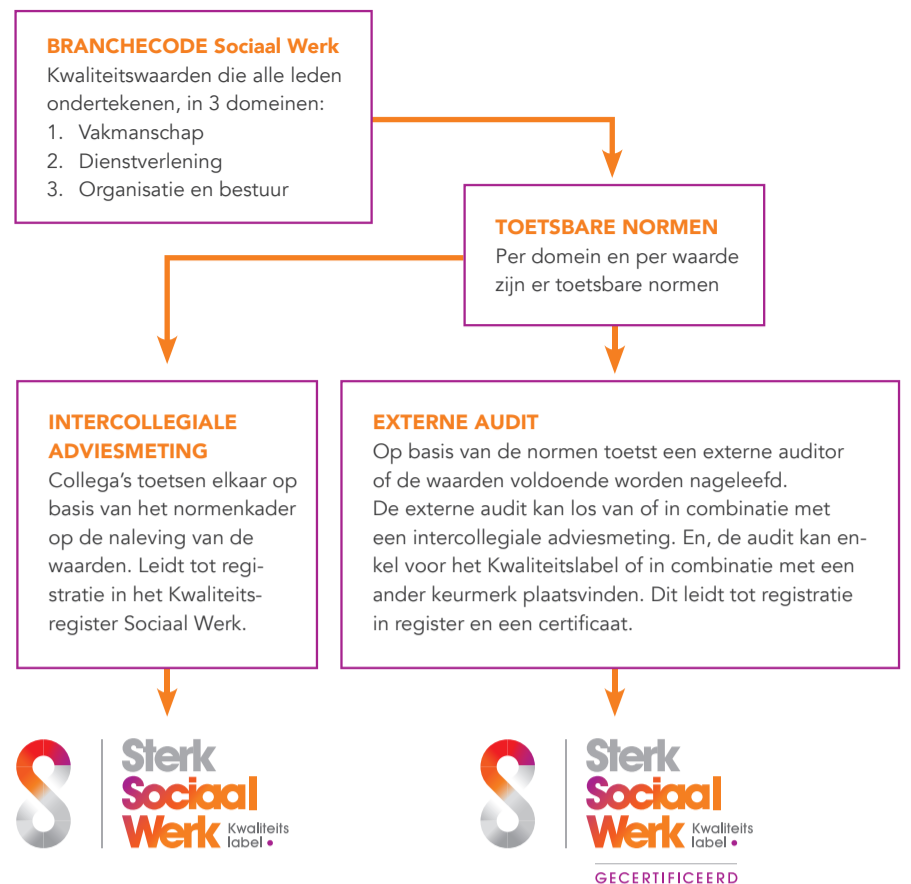 BRANCHECODE Sociaal Werk
Kwaliteitswaarden die alle leden
ondertekenen, in 3 domeinen:
1. Vakmanschap
2. Dienstverlening
3. Organisatie en bestuur
TOETSBARE NORMEN
Per domein en per waarde
zijn er toetsbare normen
INTERCOLLEGIALE
ADVIESMETING
Collega's toetsen elkaar op
basis van het normenkader
op de naleving van de
waarden. Leidt tot regi-
stratie in het Kwaliteits-
register Sociaal Werk.
EXTERNE AUDIT
Op basis van de normen toetst een externe auditor
of de waarden voldoende worden nageleefd.
De externe audit kan los van of in combinatie met
een intercollegiale adviesmeting. En, de audit kan en-
kel voor het Kwaliteitslabel of in combinatie met een
ander keurmerk plaatsvinden. Dit leidt tot registratie
in register en een certificaat.
Sterk
Sociaal
Werk Kwaliteits
label
Sterk
Sociaal
Werk Kwaliteits
label
GECERTIFICEERD